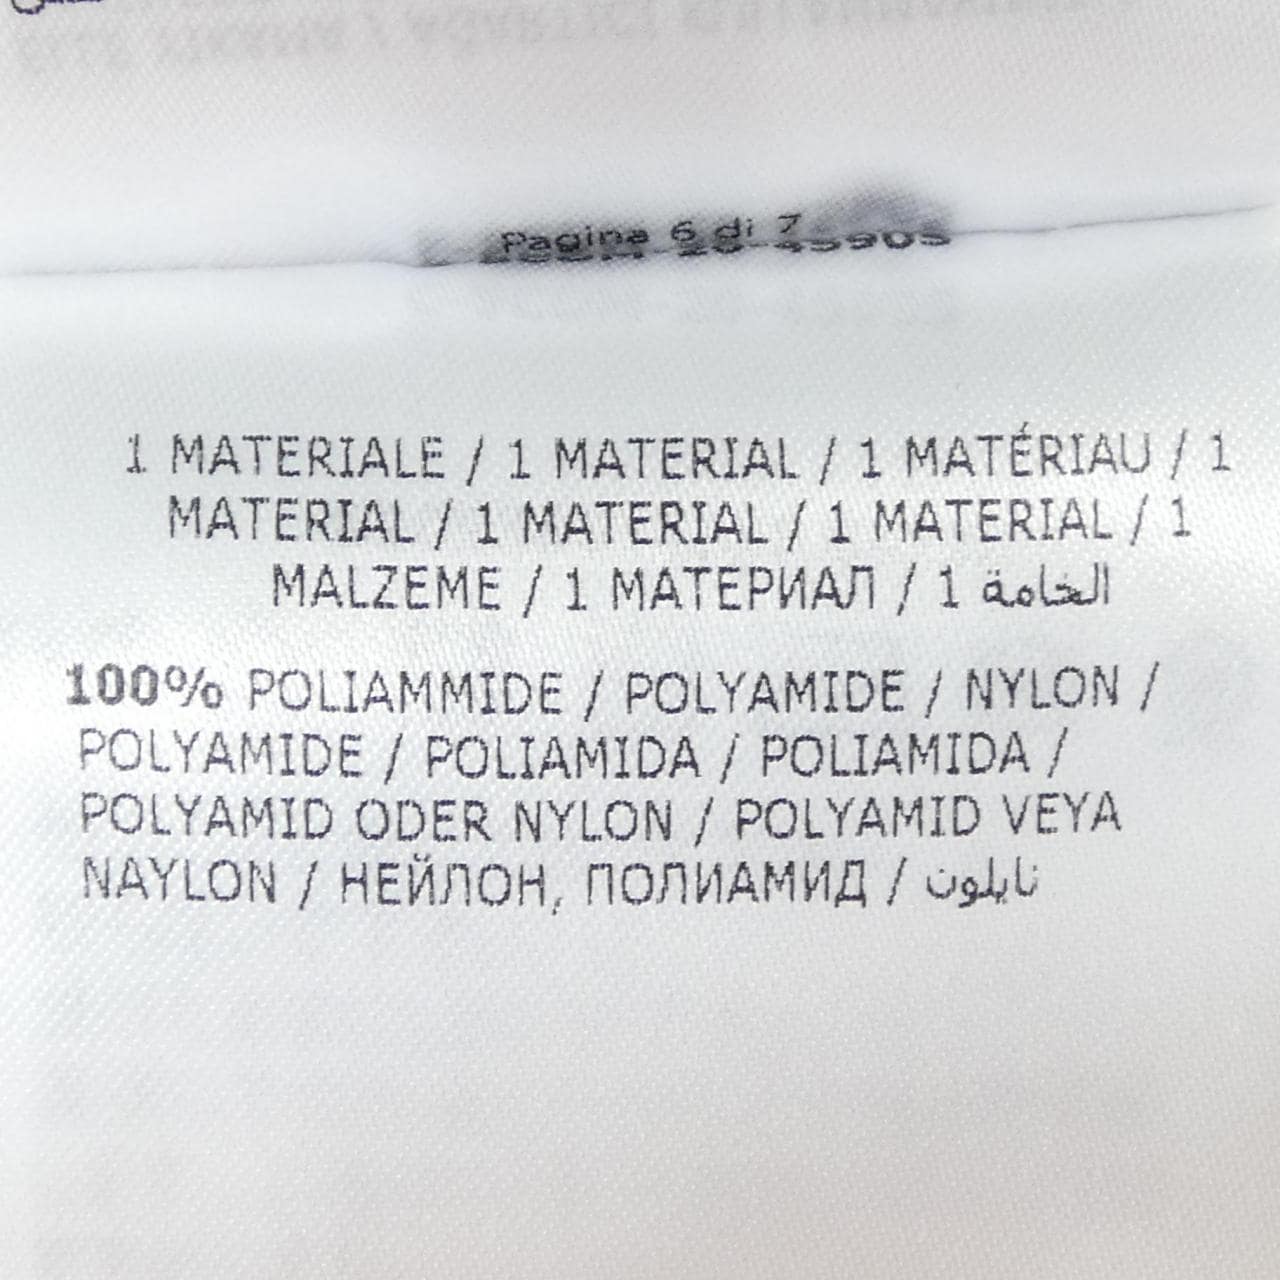 Pagina 6 di 7
1 MATERIALE / 1 MATERIAL / 1 MATÉRIAU / 1
MATERIAL / 1 MATERIAL / 1 MATERIAL / 1
MALZEME / 1 МАТЕРИАЛ / 1 الخامة
100% POLIAMMIDE / POLYAMIDE / NYLON /
POLYAMIDE / POLIAMIDA / POLIAMIDA /
POLYAMID ODER NYLON / POLYAMID VEYA
NAYLON / НЕЙЛОН, ПОЛИАМИД / نايلون